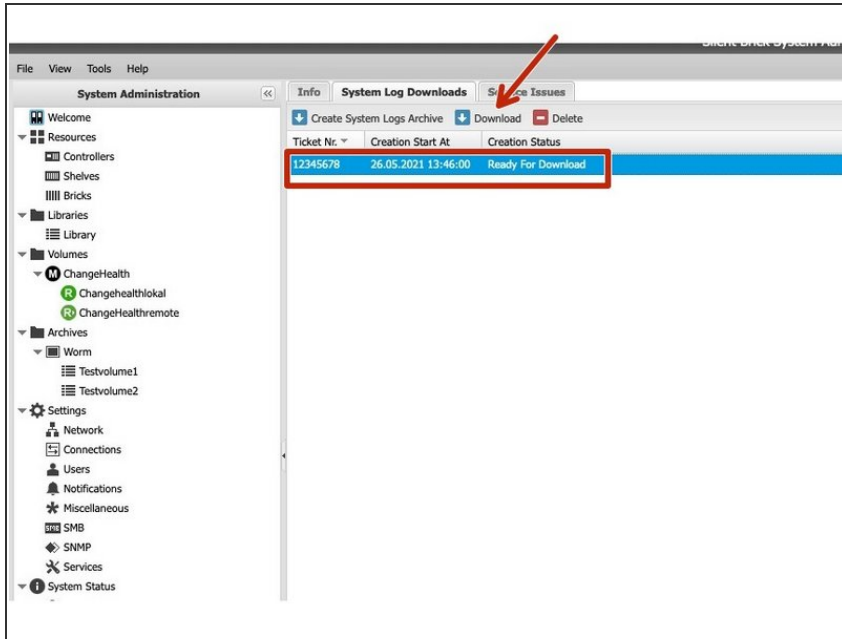 File View Tools Help
System Administration
Welcome
Resources
Controllers
Shelves
Bricks
Libraries
Library
Volumes
ChangeHealth
Changehealthlokal
ChangeHealthremote
Archives
Worm
Testvolume1
Testvolume2
Settings
Network
Connections
Users
Notifications
Miscellaneous
SMB
SNMP
Services
System Status
Info System Log Downloads Issues
Create System Logs Archive Download Delete
Ticket Nr. Creation Start At Creation Status
12345678 26.05.2021 13:46:00 Ready For Download